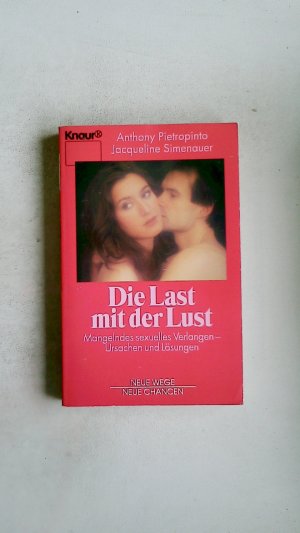 Knaur®
Anthony Pietropinto
Jacqueline Simenauer
Die Last
mit der Lust
Mangelndes sexuelles Verlangen –
Ursachen und Lösungen
NEUE WEGE
NEUE CHANCEN